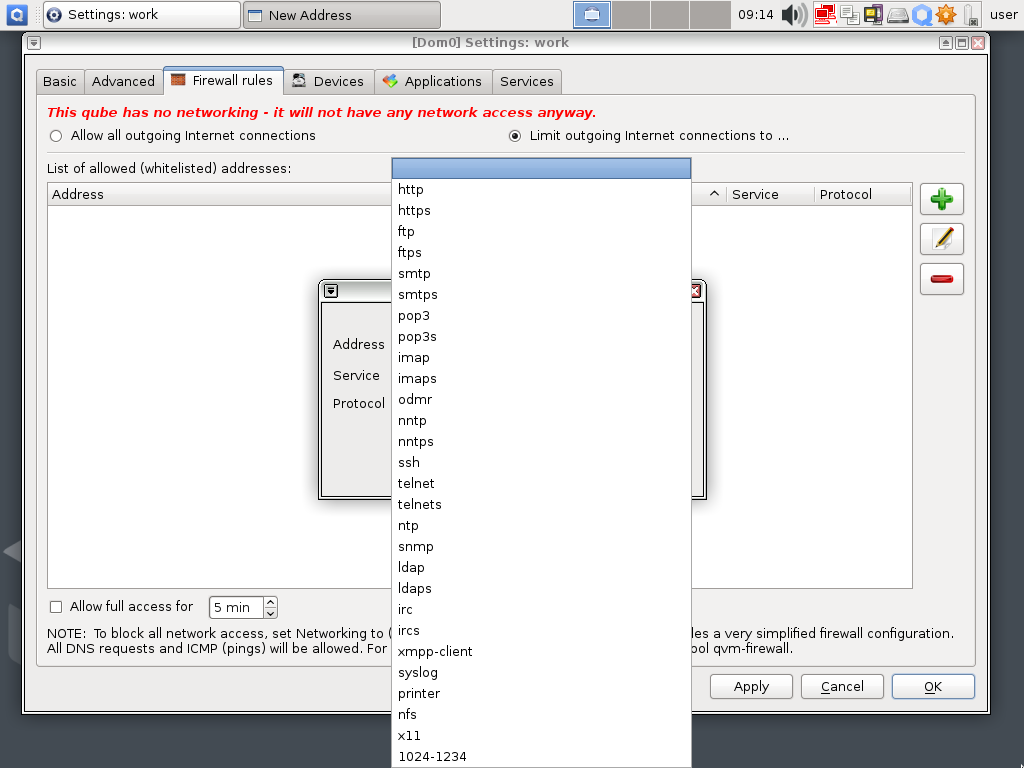 Settings: work
New Address
09:14
user
[Dom0] Settings: work
Basic
Advanced
Firewall rules
Devices
Applications
Services
This qube has no networking - it will not have any network access anyway.
Allow all outgoing Internet connections
Limit outgoing Internet connections to ...
List of allowed (whitelisted) addresses:
Address
Service
Protocol
http
https
ftp
ftps
smtp
smtps
pop3
pop3s
imap
imaps
odmr
nntp
nntps
ssh
telnet
telnets
ntp
snmp
ldap
ldaps
irc
ircs
xmpp-client
syslog
printer
nfs
x11
1024-1234
Address
Service
Protocol
Allow full access for
5 min
NOTE: To block all network access, set Networking to ( les a very simplified firewall configuration.
All DNS requests and ICMP (pings) will be allowed. For ool qvm-firewall.
Apply
Cancel
OK